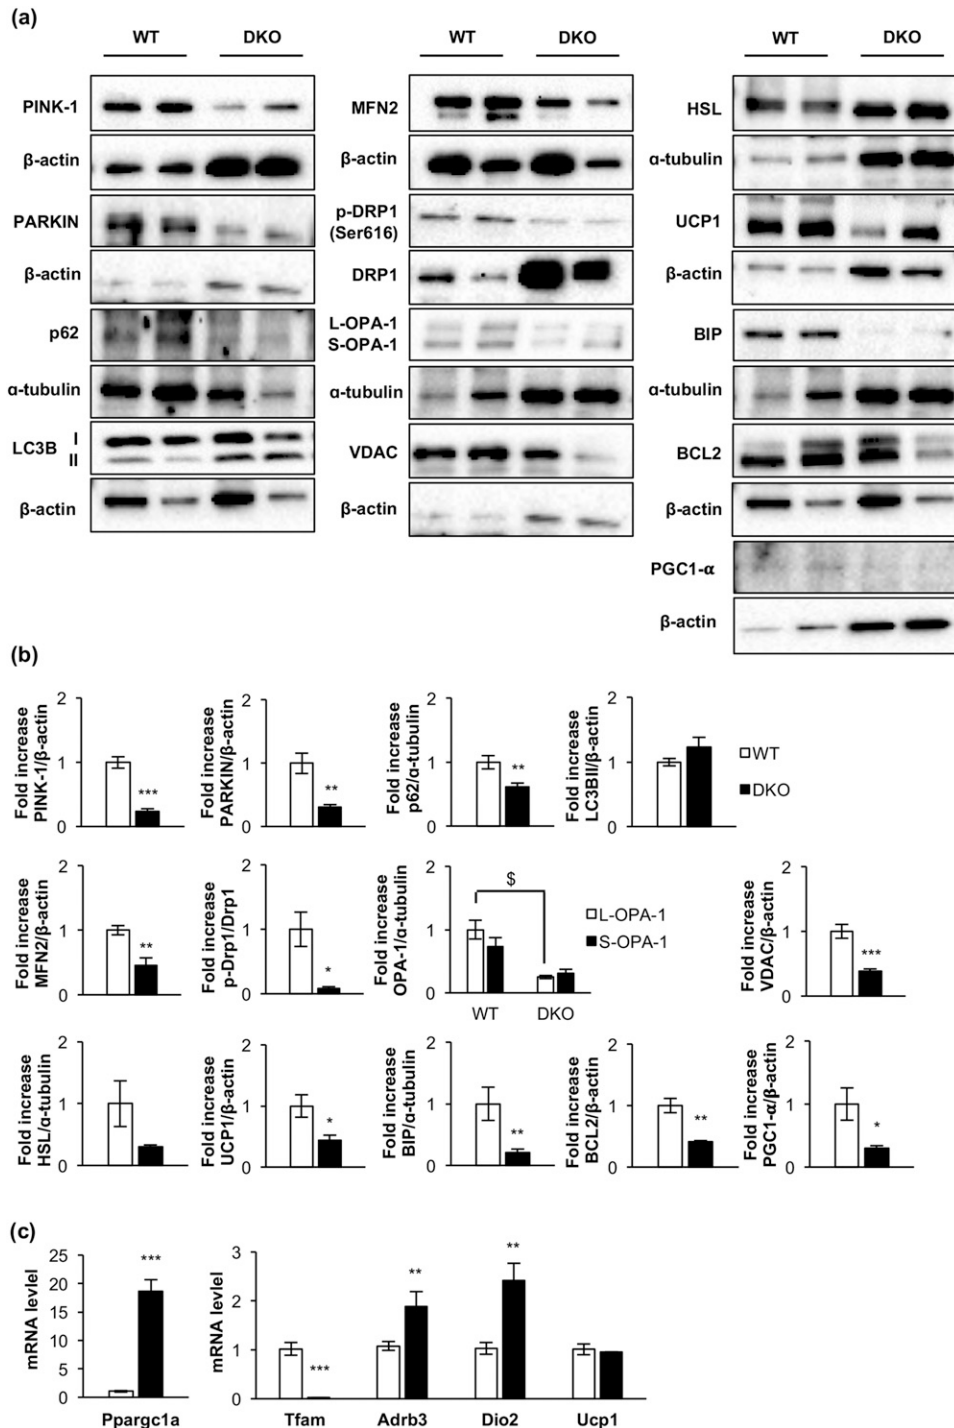 (a)
WT DKO
PINK-1
β-actin
PARKIN
β-actin
p62
α-tubulin
LC3B I
II
β-actin
WT DKO
MFN2
β-actin
p-DRP1
(Ser616)
DRP1
L-OPA-1
S-OPA-1
α-tubulin
VDAC
β-actin
WT DKO
HSL
α-tubulin
UCP1
β-actin
BIP
α-tubulin
BCL2
β-actin
PGC1-α
β-actin
(b)
Fold increase
PINK-1/β-actin
2
1
0
***
Fold increase
PARKIN/β-actin
2
1
0
**
Fold increase
p62/α-tubulin
2
1
0
**
Fold increase
LC3BII/β-actin
2
1
0
WT
DKO
Fold increase
MFN2/β-actin
2
1
0
**
Fold increase
p-Drp1/Drp1
2
1
0
*
Fold increase
OPA-1/α-tubulin
2
1
0
$
WT DKO
L-OPA-1
S-OPA-1
Fold increase
VDAC/β-actin
2
1
0
***
Fold increase
HSL/α-tubulin
2
1
0
Fold increase
UCP1/β-actin
2
1
0
*
Fold increase
BIP/α-tubulin
2
1
0
**
Fold increase
BCL2/β-actin
2
1
0
**
Fold increase
PGC1-α/β-actin
2
1
0
*
(c)
mRNA levlel
25
20
15
10
5
0
***
Ppargc1a
mRNA levlel
3
2
1
0
***
**
**
Tfam Adrb3 Dio2 Ucp1